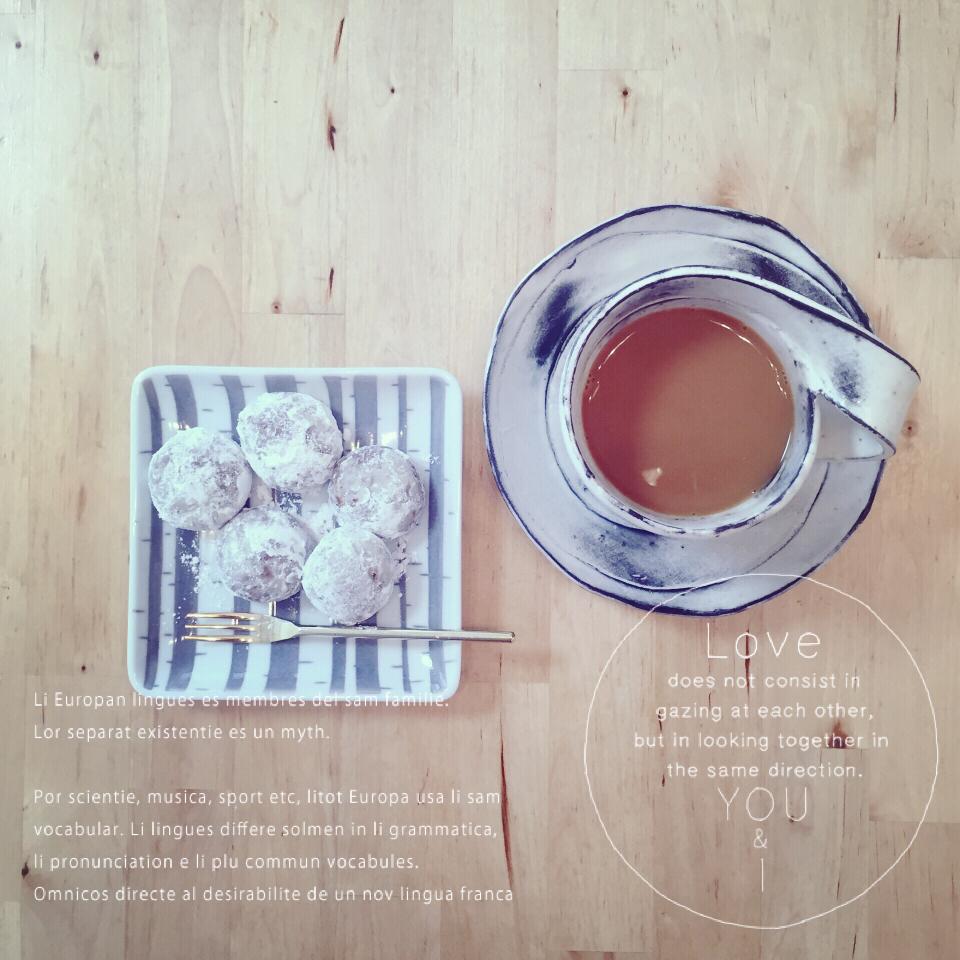 Li Europan lingues es membres del sam familie.
Lor separat existentie es un myth.
Por scientie, musica, sport etc, litot Europa usa li sam
vocabular. Li lingues differe solmen in li grammatica,
li pronunciation e li plu commun vocabules.
Omnicos directe al desirabilite de un nov lingua franca
Love
does not consist in
gazing at each other,
but in looking together in
the same direction.
YOU
&
I